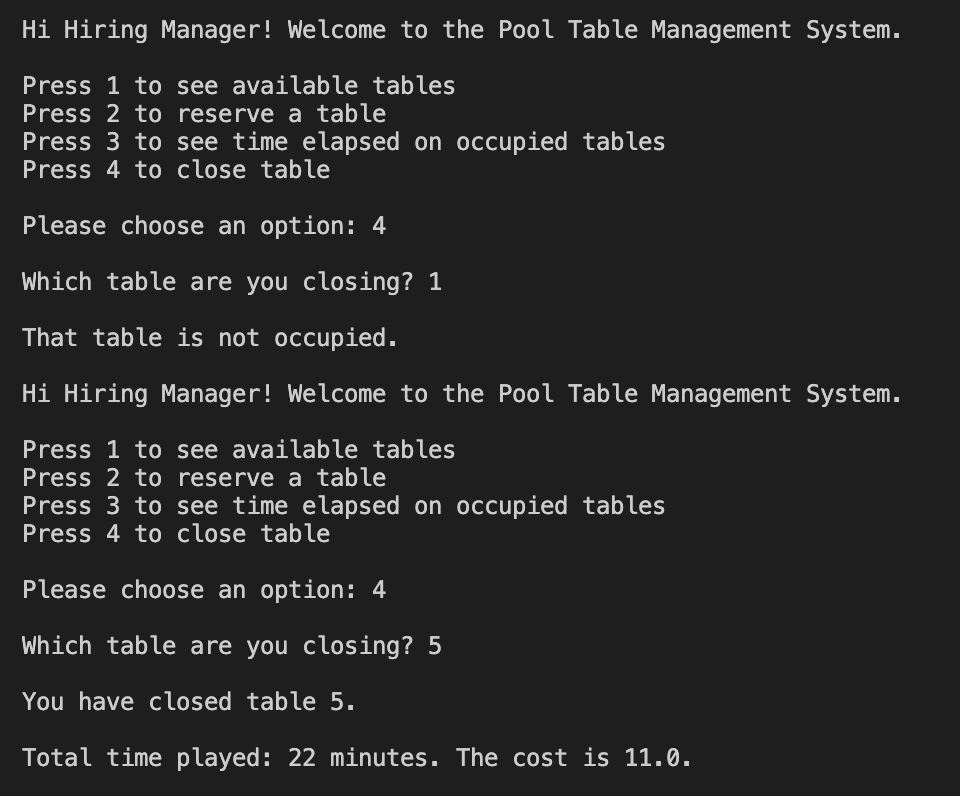 Hi Hiring Manager! Welcome to the Pool Table Management System.
Press 1 to see available tables
Press 2 to reserve a table
Press 3 to see time elapsed on occupied tables
Press 4 to close table
Please choose an option: 4
Which table are you closing? 1
That table is not occupied.
Hi Hiring Manager! Welcome to the Pool Table Management System.
Press 1 to see available tables
Press 2 to reserve a table
Press 3 to see time elapsed on occupied tables
Press 4 to close table
Please choose an option: 4
Which table are you closing? 5
You have closed table 5.
Total time played: 22 minutes. The cost is 11.0.